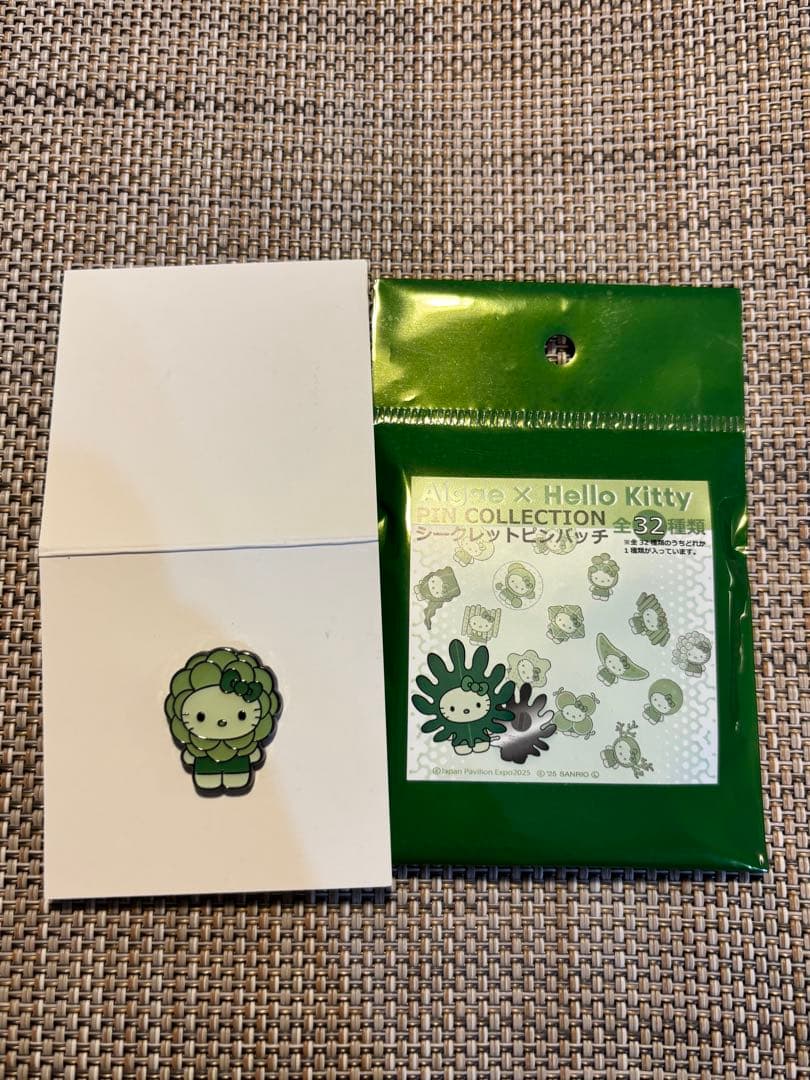 Algae × Hello Kitty
PIN COLLECTION
シークレットピンバッチ
全32種類
※全32種類のうちどれか
1種類が入っています。
©Japan Pavilion Expo2025 ©'25 SANRIO Ⓛ